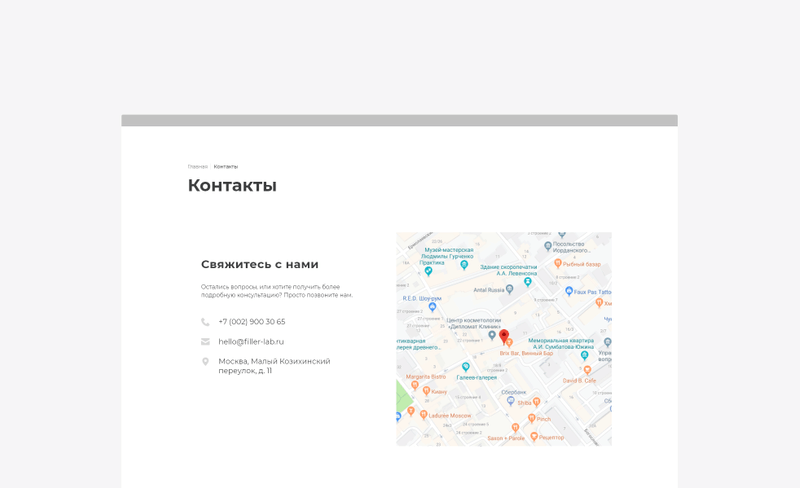 Главная Контакты
Контакты
Свяжитесь с нами
Остались вопросы, или хотите получить более
подробную консультацию? Просто позвоните нам.
+7 (002) 900 30 65
hello@filler-lab.ru
Москва, Малый Козихинский
переулок, д. 11
Посольство
Иорданского...
Музей-мастерская
Людмилы Гурченко
Практика
Рыбный базар
Здание скоропечатни
А.А. Левенсона
Antal Russia
Faux Pas Tatto
R.E.D. Шоу-рум
Центр косметологии
«Дипломат Клиник»
Мемориальная квартира
А.И. Сумбатова-Южина
Brix Bar, Винный Бар
Галеев-галерея
Margarita Bistro
David B. Cafe
Киану
Сбербанк
Shiba
Laduree Moscow
Pinch
Saxon + Parole
Рецептор